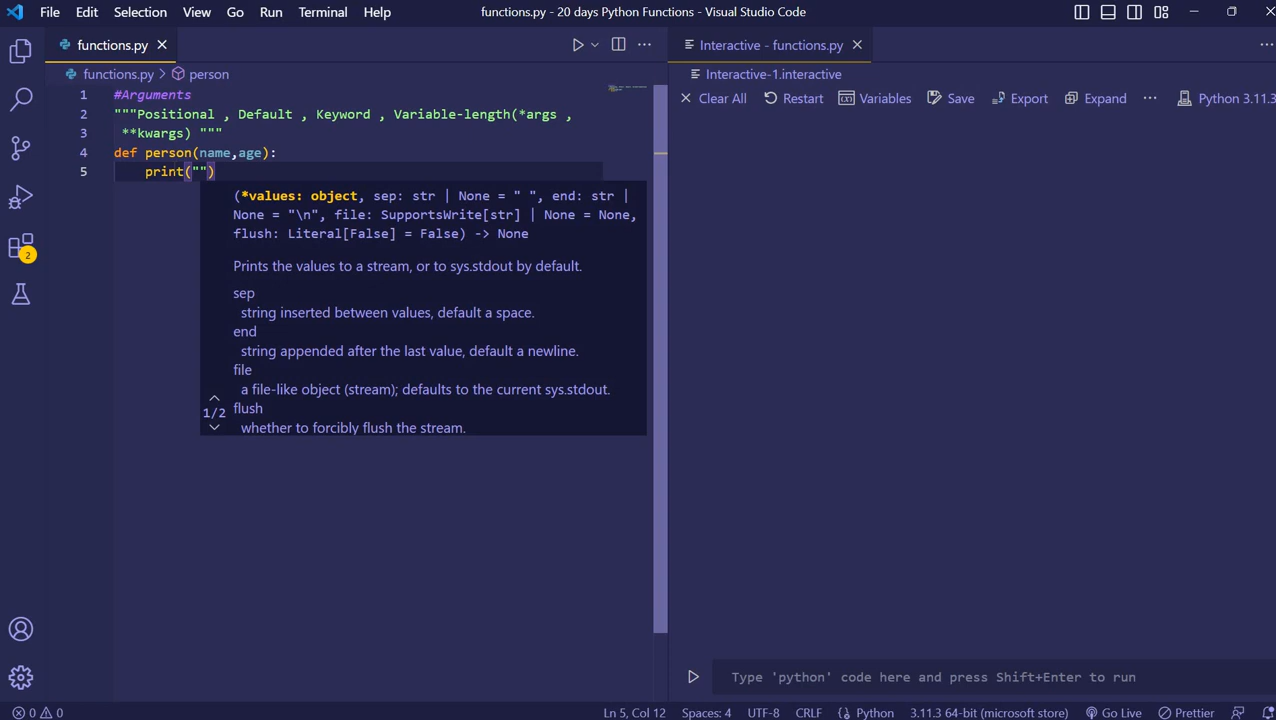 File Edit Selection View Go Run Terminal Help functions.py - 20 days Python Functions - Visual Studio Code
functions.py
functions.py > person
1 #Arguments
2 """Positional , Default , Keyword , Variable-length(*args ,
3 **kwargs) """
4 def person(name,age):
5 print("")
(*values: object, sep: str | None = " ", end: str |
None = "\n", file: SupportsWrite[str] | None = None,
flush: Literal[False] = False) -> None
Prints the values to a stream, or to sys.stdout by default.
sep
string inserted between values, default a space.
end
string appended after the last value, default a newline.
file
a file-like object (stream); defaults to the current sys.stdout.
1/2
flush
whether to forcibly flush the stream.
Interactive - functions.py
Interactive-1.interactive
Clear All Restart Variables Save Export Expand ... Python 3.11.3
Type 'python' code here and press Shift+Enter to run
2
0 0 Ln 5, Col 12 Spaces: 4 UTF-8 CRLF Python 3.11.3 64-bit (microsoft store) Go Live Prettier